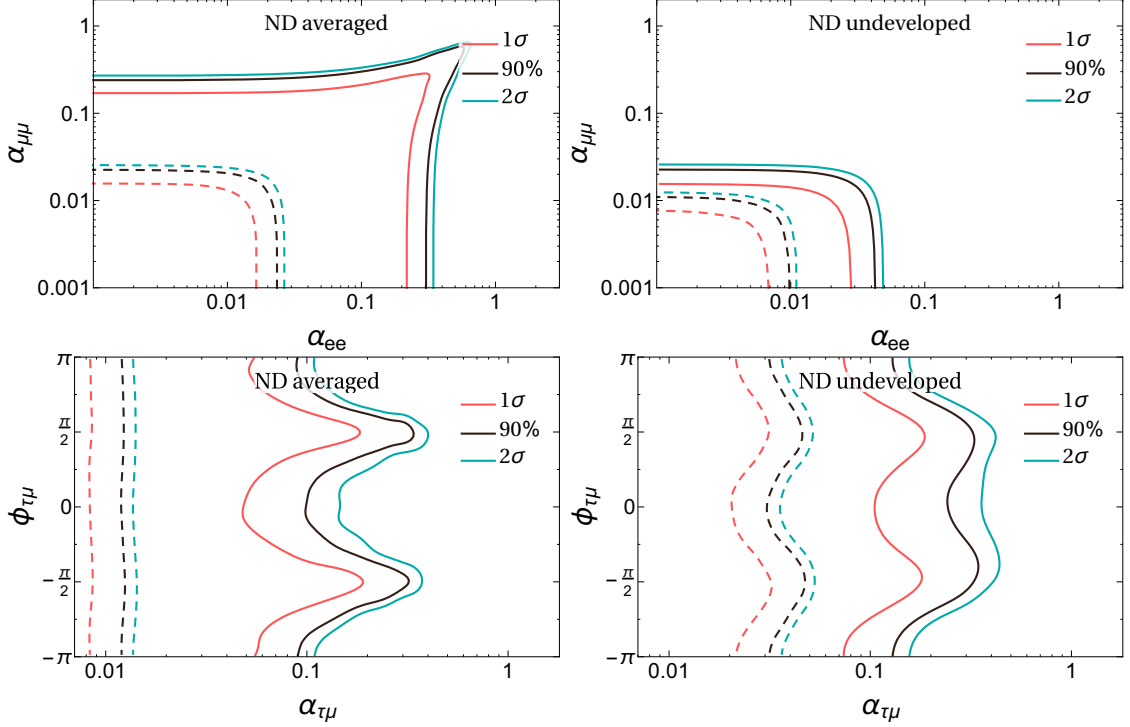 ND averaged
1σ
90%
2σ
1
0.1
0.01
0.001
α_μμ
0.01 0.1 1
α_ee
ND undeveloped
1σ
90%
2σ
1
0.1
0.01
0.001
α_μμ
0.01 0.1 1
α_ee
ND averaged
1σ
90%
2σ
π
π/2
0
−π/2
−π
ϕ_τμ
0.01 0.1 1
α_τμ
ND undeveloped
1σ
90%
2σ
π
π/2
0
−π/2
−π
ϕ_τμ
0.01 0.1 1
α_τμ